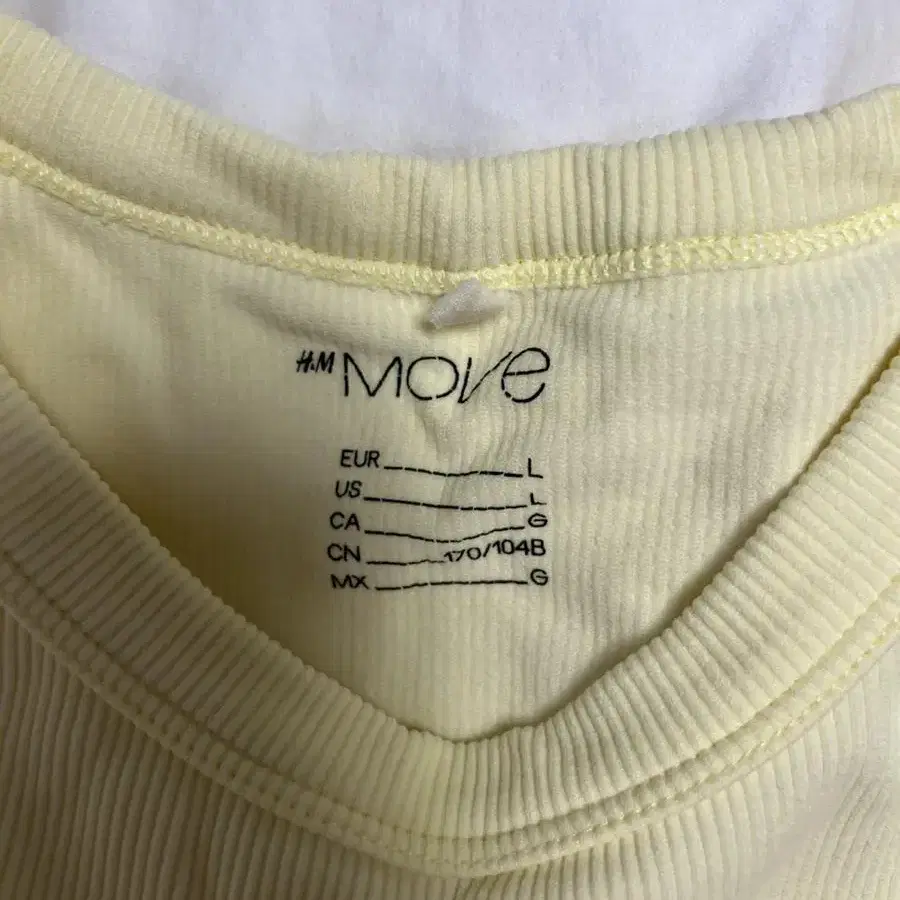 H&M Move
EUR L
US L
CA G
CN 170/104B
MX G